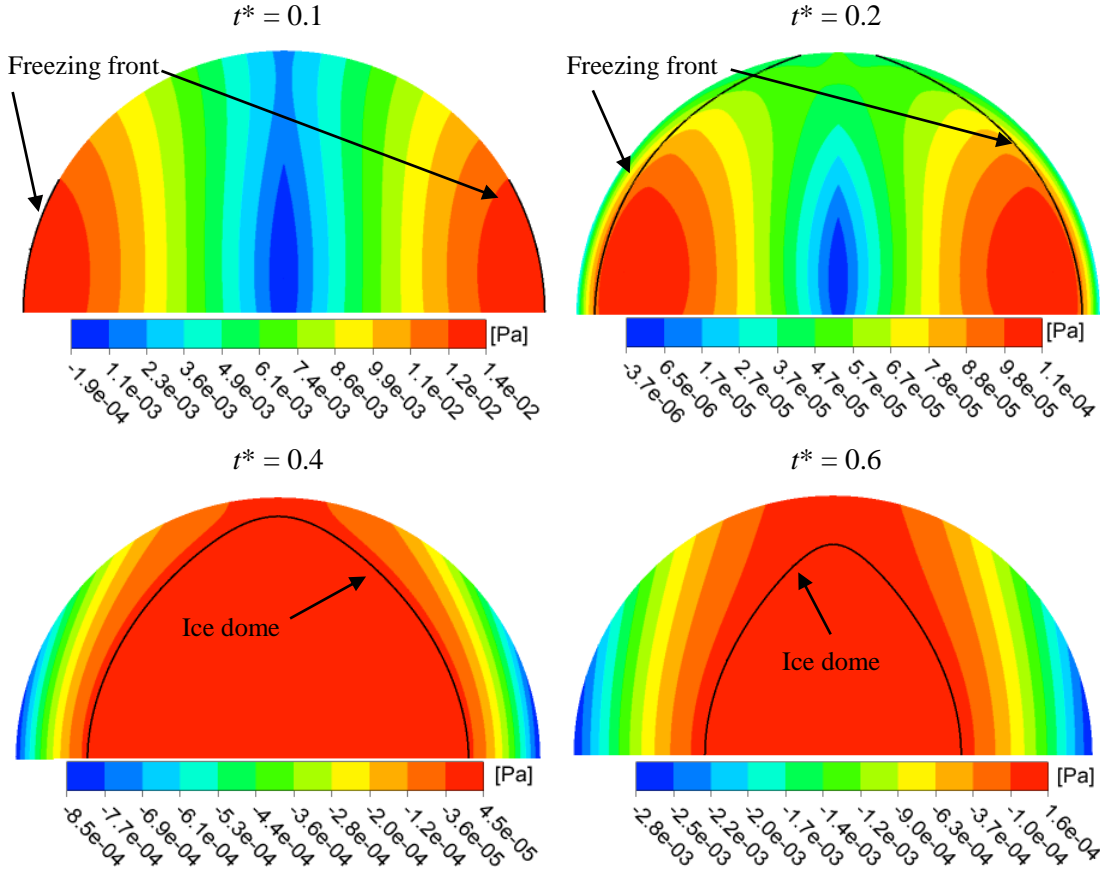 t* = 0.1
t* = 0.2
Freezing front
Freezing front
[Pa]
-1.9e-04
1.1e-03
2.3e-03
3.6e-03
4.9e-03
6.1e-03
7.4e-03
8.6e-03
9.9e-03
1.1e-02
1.2e-02
1.4e-02
[Pa]
-3.7e-06
6.5e-06
1.7e-05
2.7e-05
3.7e-05
4.7e-05
5.7e-05
6.7e-05
7.8e-05
8.8e-05
9.8e-05
1.1e-04
t* = 0.4
t* = 0.6
Ice dome
Ice dome
[Pa]
-8.5e-04
-7.7e-04
-6.9e-04
-6.1e-04
-5.3e-04
-4.4e-04
-3.6e-04
-2.8e-04
-2.0e-04
-1.2e-04
-3.6e-05
4.5e-05
[Pa]
-2.8e-03
-2.5e-03
-2.2e-03
-2.0e-03
-1.7e-03
-1.4e-03
-1.2e-03
-9.0e-04
-6.3e-04
-3.7e-04
-1.0e-04
1.6e-04